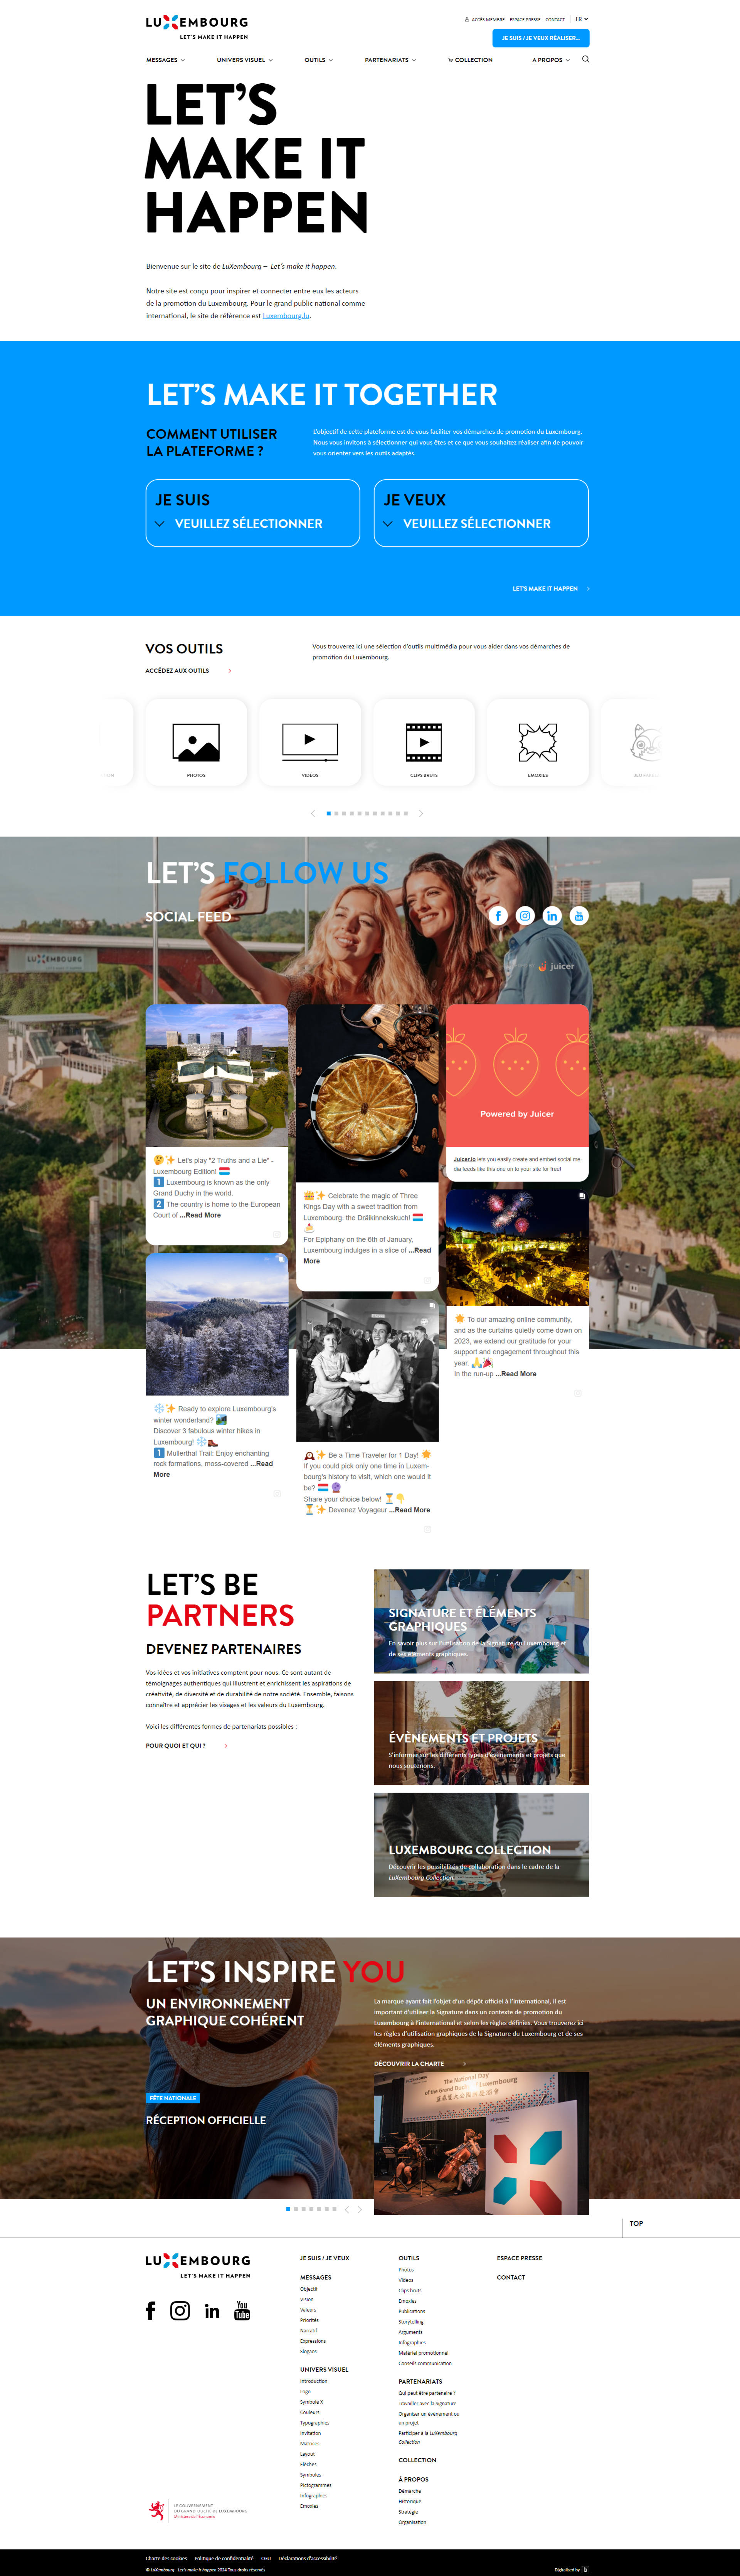 LUXEMBOURG
LET'S MAKE IT HAPPEN
ACCÈS MEMBRE ESPACE PRESSE CONTACT FR
JE SUIS / JE VEUX RÉALISER...
MESSAGES UNIVERS VISUEL OUTILS PARTENARIATS COLLECTION A PROPOS
LET'S
MAKE IT
HAPPEN
Bienvenue sur le site de LuXembourg – Let's make it happen.
Notre site est conçu pour inspirer et connecter entre eux les acteurs
de la promotion du Luxembourg. Pour le grand public national comme
international, le site de référence est Luxembourg.lu.
LET'S MAKE IT TOGETHER
COMMENT UTILISER
LA PLATEFORME ?
L'objectif de cette plateforme est de vous faciliter vos démarches de promotion du Luxembourg.
Nous vous invitons à sélectionner qui vous êtes et ce que vous souhaitez réaliser afin de pouvoir
vous orienter vers les outils adaptés.
JE SUIS
VEUILLEZ SÉLECTIONNER
JE VEUX
VEUILLEZ SÉLECTIONNER
LET'S MAKE IT HAPPEN
VOS OUTILS
ACCÉDEZ AUX OUTILS
Vous trouverez ici une sélection d'outils multimédia pour vous aider dans vos démarches de
promotion du Luxembourg.
PHOTOS
VIDÉOS
CLIPS BRUTS
EMOXIES
LET'S FOLLOW US
SOCIAL FEED
LUXEMBOURG
juicer
🤔✨ Let's play "2 Truths and a Lie" -
Luxembourg Edition! 🇱🇺
1️⃣ Luxembourg is known as the only
Grand Duchy in the world.
2️⃣ The country is home to the European
Court of ...Read More
👑✨ Celebrate the magic of Three
Kings Day with a sweet tradition from
Luxembourg: the Dräikinnekskuch! 🇱🇺
🎂
For Epiphany on the 6th of January,
Luxembourg indulges in a slice of ...Read
More
Powered by Juicer
Juicer.io lets you easily create and embed social me-
dia feeds like this one on to your site for free!
🌟 To our amazing online community,
and as the curtains quietly come down on
2023, we extend our gratitude for your
support and engagement throughout this
year. 🙏🎉
In the run-up ...Read More
❄️✨ Ready to explore Luxembourg's
winter wonderland? 🏞️
Discover 3 fabulous winter hikes in
Luxembourg! ❄️🥾
1️⃣ Mullerthal Trail: Enjoy enchanting
rock formations, moss-covered ...Read
More
🕰️✨ Be a Time Traveler for 1 Day! 🌟
If you could pick only one time in Luxem-
bourg's history to visit, which one would it
be? 🇱🇺 🔮
Share your choice below! ⏳👇
⏳✨ Devenez Voyageur ...Read More
LET'S BE
PARTNERS
DEVENEZ PARTENAIRES
Vos idées et vos initiatives comptent pour nous. Ce sont autant de
témoignages authentiques qui illustrent et enrichissent les aspirations de
créativité, de diversité et de durabilité de notre société. Ensemble, faisons
connaître et apprécier les visages et les valeurs du Luxembourg.
Voici les différentes formes de partenariats possibles :
POUR QUOI ET QUI ?
SIGNATURE ET ÉLÉMENTS
GRAPHIQUES
En savoir plus sur l'utilisation de la Signature du Luxembourg et
de ses éléments graphiques.
ÉVÈNEMENTS ET PROJETS
S'informer sur les différents types d'évènements et projets que
nous soutenons.
LUXEMBOURG COLLECTION
Découvrir les possibilités de collaboration dans le cadre de la
LuXembourg Collection.
LET'S INSPIRE YOU
UN ENVIRONNEMENT
GRAPHIQUE COHÉRENT
La marque ayant fait l'objet d'un dépôt officiel à l'international, il est
important d'utiliser la Signature dans un contexte de promotion du
Luxembourg à l'international et selon les règles définies. Vous trouverez ici
les règles d'utilisation graphiques de la Signature du Luxembourg et de ses
éléments graphiques.
DÉCOUVRIR LA CHARTE
FÊTE NATIONALE
RÉCEPTION OFFICIELLE
The National Day
of the Grand Duchy of Luxembourg
TOP
LUXEMBOURG
LET'S MAKE IT HAPPEN
JE SUIS / JE VEUX
MESSAGES
Objectif
Vision
Valeurs
Priorités
Narratif
Expressions
Slogans
UNIVERS VISUEL
Introduction
Logo
Symbole X
Couleurs
Typographies
Invitation
Matrices
Layout
Flèches
Symboles
Pictogrammes
Infographies
Emoxies
OUTILS
Photos
Videos
Clips bruts
Emoxies
Publications
Storytelling
Arguments
Infographies
Matériel promotionnel
Conseils communication
PARTENARIATS
Qui peut être partenaire ?
Travailler avec la Signature
Organiser un évènement ou
un projet
Participer à la LuXembourg
Collection
COLLECTION
À PROPOS
Démarche
Historique
Stratégie
Organisation
ESPACE PRESSE
CONTACT
LE GOUVERNEMENT
DU GRAND-DUCHÉ DE LUXEMBOURG
Ministère de l'Économie
Charte des cookies Politique de confidentialité CGU Déclarations d'accessibilité
© LuXembourg - Let's make it happen 2024 Tous droits réservés
Digitalised by